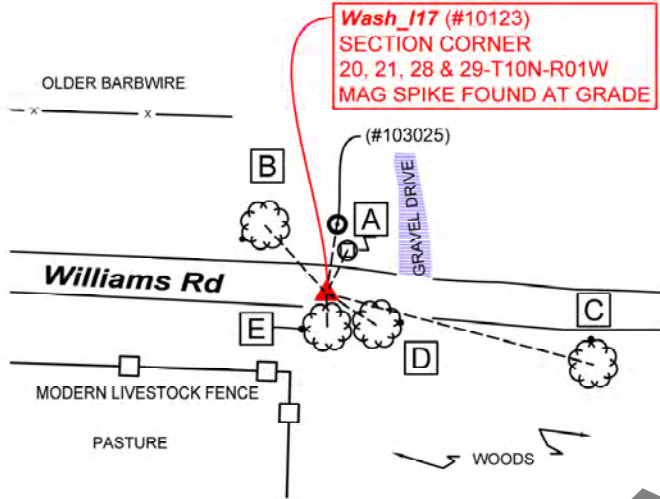 Wash_I17 (#10123)
SECTION CORNER
20, 21, 28 & 29-T10N-R01W
MAG SPIKE FOUND AT GRADE
OLDER BARBWIRE
x
x
(#103025)
B
A
GRAVEL DRIVE
Williams Rd
C
E
D
MODERN LIVESTOCK FENCE
PASTURE
WOODS